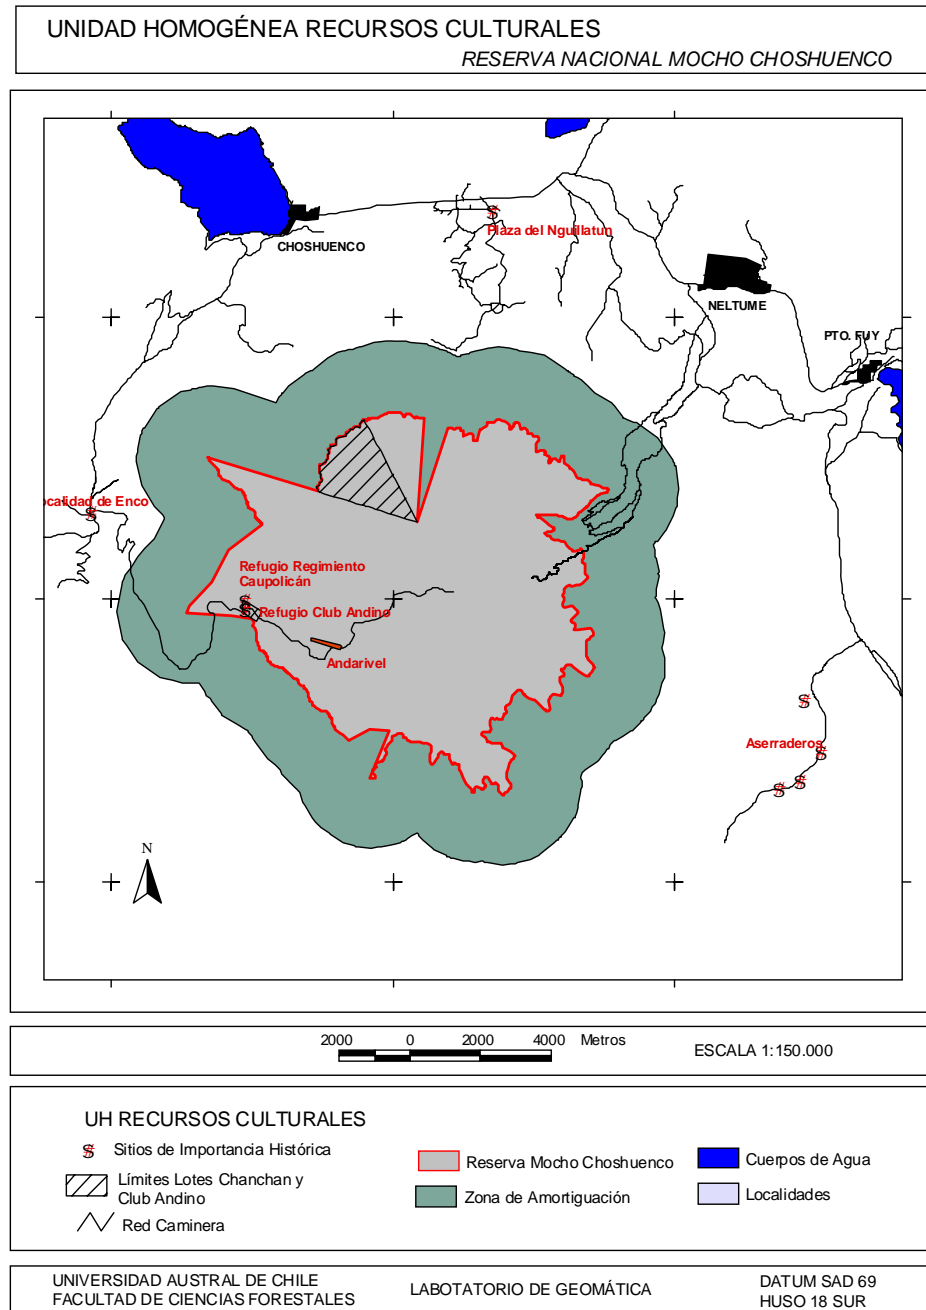 UNIDAD HOMOGÉNEA RECURSOS CULTURALES
RESERVA NACIONAL MOCHO CHOSHUENCO
CHOSHUENCO
Plaza del Nguillatun
NELTUME
PTO. FUY
ocalidad de Enco
Refugio Regimiento
Caupolicán
Refugio Club Andino
Andarivel
Aserraderos
N
2000 0 2000 4000 Metros
ESCALA 1:150.000
UH RECURSOS CULTURALES
Sitios de Importancia Histórica
Límites Lotes Chanchan y
Club Andino
Red Caminera
Reserva Mocho Choshuenco
Zona de Amortiguación
Cuerpos de Agua
Localidades
UNIVERSIDAD AUSTRAL DE CHILE
FACULTAD DE CIENCIAS FORESTALES
LABOTATORIO DE GEOMÁTICA
DATUM SAD 69
HUSO 18 SUR